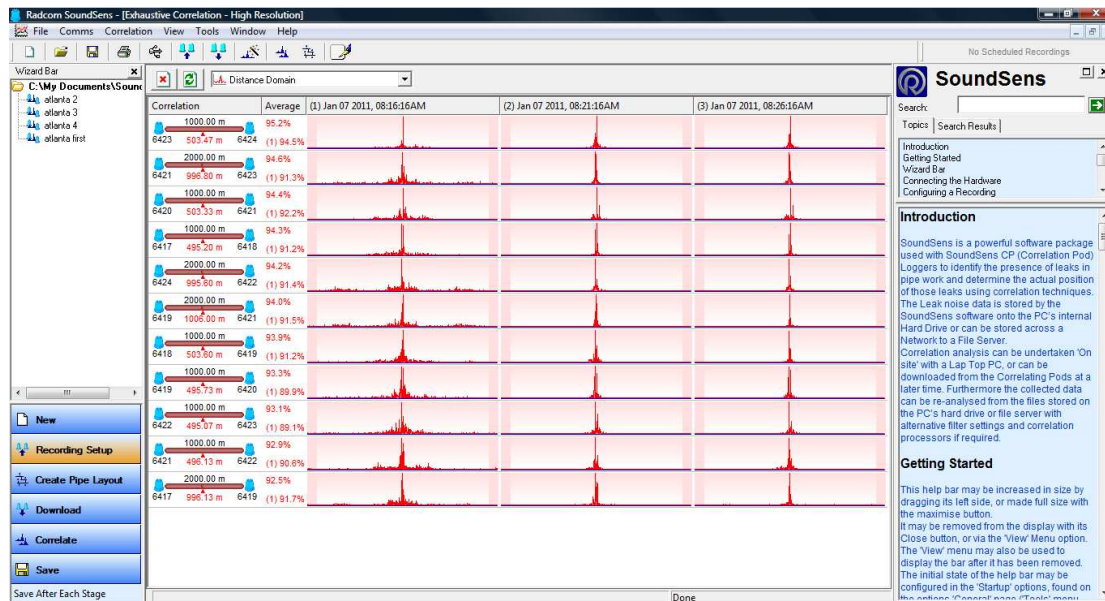 Radcom SoundSens - [Exhaustive Correlation - High Resolution]
File Comms Correlation View Tools Window Help
No Scheduled Recordings
Wizard Bar
C:\My Documents\Sound
atlanta 2
atlanta 3
atlanta 4
atlanta first
New
Recording Setup
Create Pipe Layout
Download
Correlate
Save
Save After Each Stage
Distance Domain
Correlation Average (1) Jan 07 2011, 08:16:16AM (2) Jan 07 2011, 08:21:16AM (3) Jan 07 2011, 08:26:16AM
1000.00 m 95.2%
6423 503.47 m 6424 (1) 94.5%
2000.00 m 94.6%
6421 996.80 m 6423 (1) 91.3%
1000.00 m 94.4%
6420 503.33 m 6421 (1) 92.2%
1000.00 m 94.3%
6417 495.20 m 6418 (1) 91.2%
2000.00 m 94.2%
6424 995.60 m 6422 (1) 91.4%
2000.00 m 94.0%
6419 1006.00 m 6421 (1) 91.5%
1000.00 m 93.9%
6418 503.60 m 6419 (1) 91.2%
1000.00 m 93.3%
6419 495.73 m 6420 (1) 89.9%
1000.00 m 93.1%
6422 495.07 m 6423 (1) 89.1%
1000.00 m 92.9%
6421 496.13 m 6422 (1) 90.6%
2000.00 m 92.5%
6417 996.13 m 6419 (1) 91.7%
Done
SoundSens
Search:
Topics Search Results
Introduction
Getting Started
Wizard Bar
Connecting the Hardware
Configuring a Recording
Introduction
SoundSens is a powerful software package
used with SoundSens CP (Correlation Pod)
Loggers to identify the presence of leaks in
pipe work and determine the actual position
of those leaks using correlation techniques.
The Leak noise data is stored by the
SoundSens software onto the PC's internal
Hard Drive or can be stored across a
Network to a File Server.
Correlation analysis can be undertaken 'On
site' with a Lap Top PC, or can be
downloaded from the Correlating Pods at a
later time. Furthermore the collected data
can be re-analysed from the files stored on
the PC's hard drive or file server with
alternative filter settings and correlation
processors if required.
Getting Started
This help bar may be increased in size by
dragging its left side, or made full size with
the maximise button.
It may be removed from the display with its
Close button, or via the 'View' Menu option.
The 'View' menu may also be used to
display the bar after it has been removed.
The initial state of the help bar may be
configured in the 'Startup' options, found on
the options 'General' page ('Tools' menu